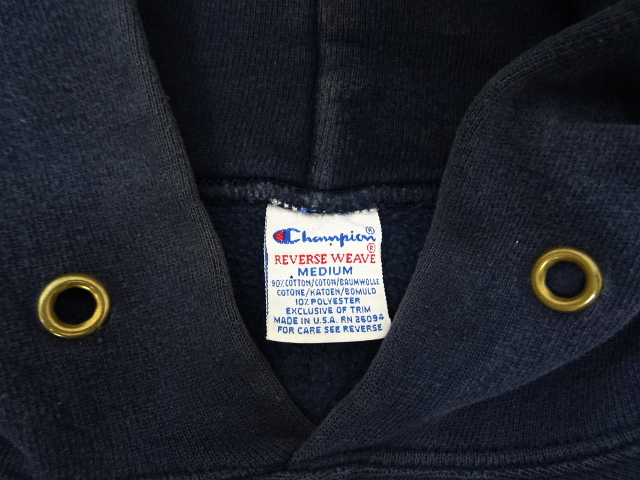 Champion®
REVERSE WEAVE®
MEDIUM
90% COTTON/COTON/BAUMWOLLE
COTONE/KATOEN/BOMULD
10% POLYESTER
EXCLUSIVE OF TRIM
MADE IN U.S.A. RN 26094
FOR CARE SEE REVERSE